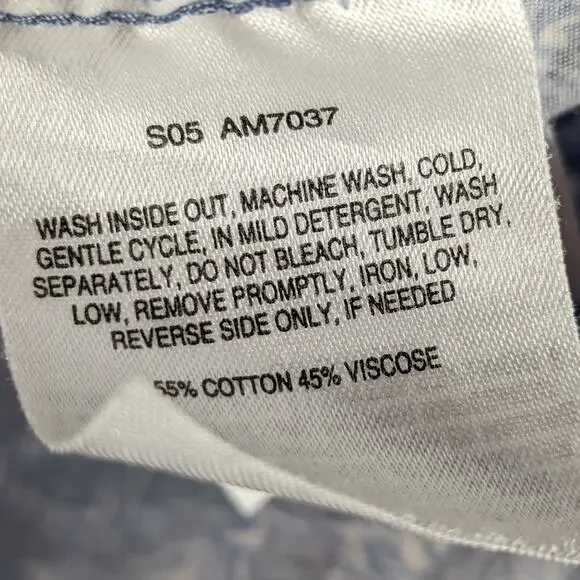 S05 AM7037
WASH INSIDE OUT, MACHINE WASH, COLD,
GENTLE CYCLE, IN MILD DETERGENT, WASH
SEPARATELY, DO NOT BLEACH, TUMBLE DRY,
LOW, REMOVE PROMPTLY, IRON, LOW,
REVERSE SIDE ONLY, IF NEEDED
55% COTTON 45% VISCOSE